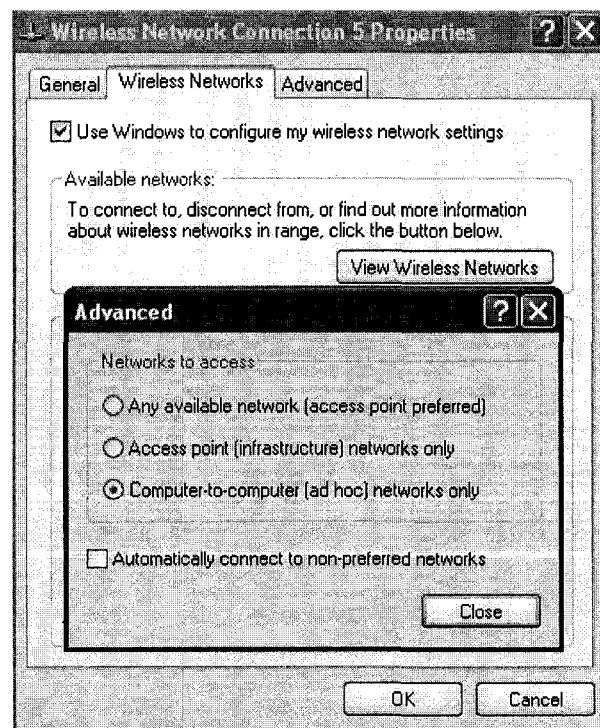 Wireless Network Connection 5 Properties
General Wireless Networks Advanced
Use Windows to configure my wireless network settings
Available networks:
To connect to, disconnect from, or find out more information
about wireless networks in range, click the button below.
View Wireless Networks
Advanced
Networks to access
Any available network (access point preferred)
Access point (infrastructure) networks only
Computer-to-computer (ad hoc) networks only
Automatically connect to non-preferred networks
Close
OK Cancel